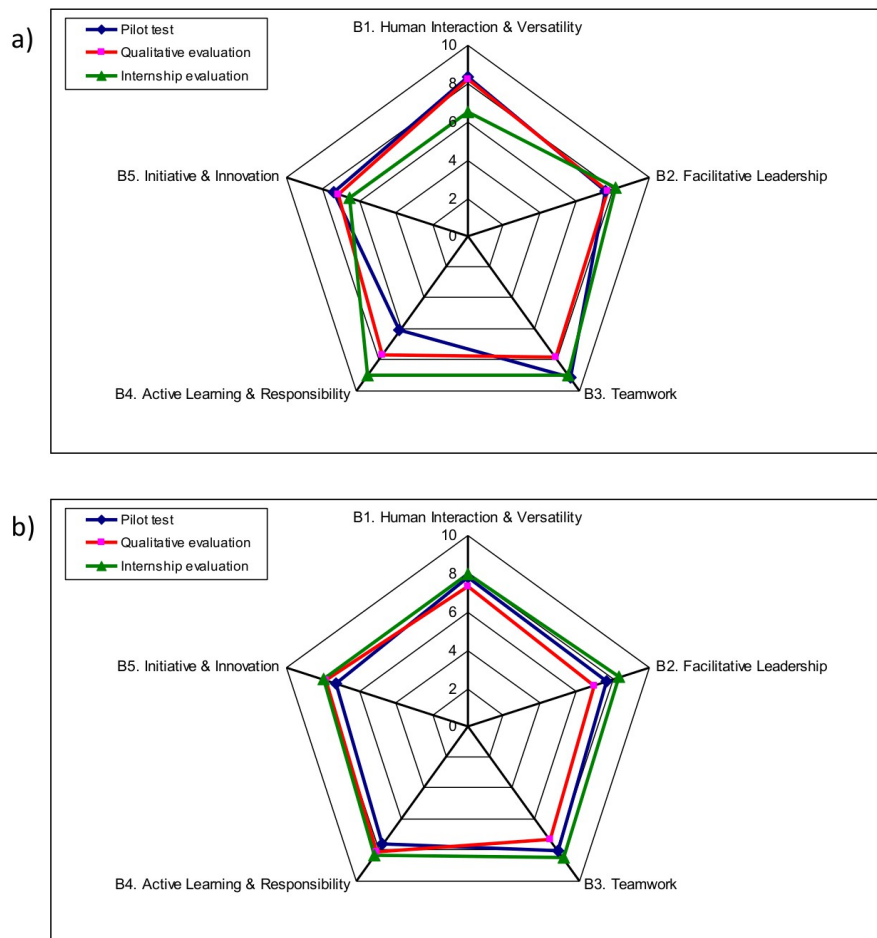 a)
Pilot test
Qualitative evaluation
Internship evaluation
B1. Human Interaction & Versatility
10
8
6
4
2
0
B5. Initiative & Innovation
B2. Facilitative Leadership
B4. Active Learning & Responsibility
B3. Teamwork
b)
Pilot test
Qualitative evaluation
Internship evaluation
B1. Human Interaction & Versatility
10
8
6
4
2
0
B5. Initiative & Innovation
B2. Facilitative Leadership
B4. Active Learning & Responsibility
B3. Teamwork